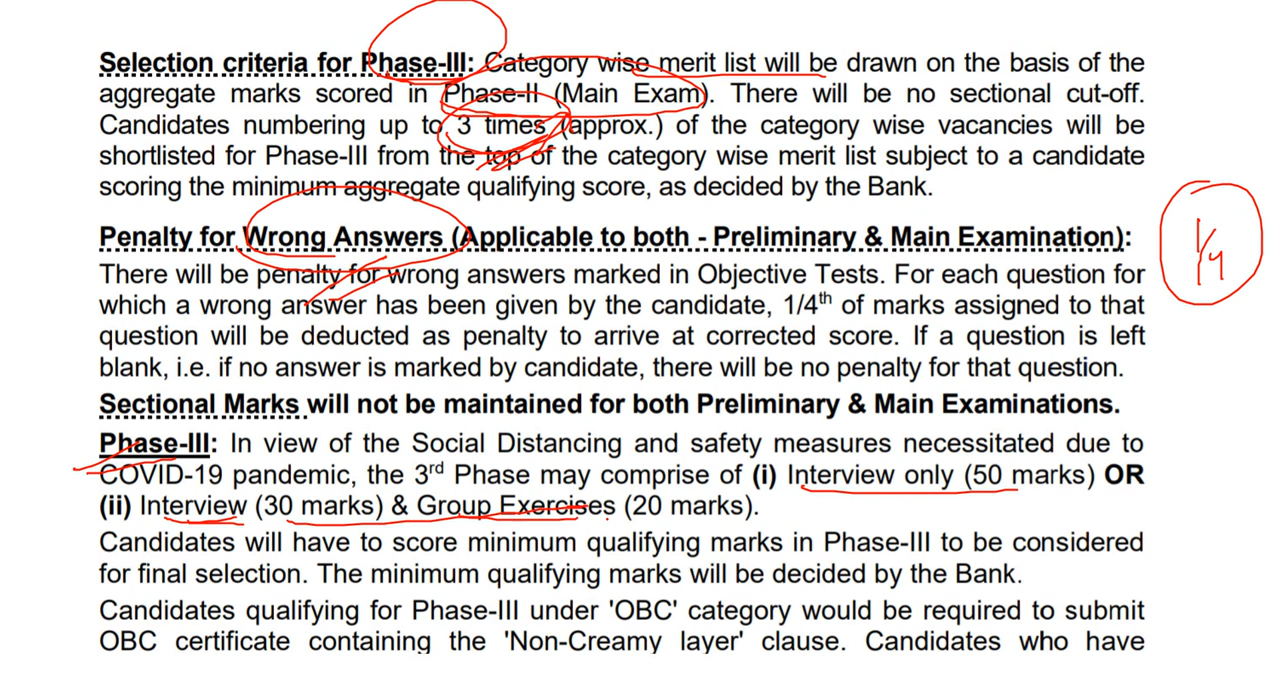 Selection criteria for Phase-III: Category wise merit list will be drawn on the basis of the
aggregate marks scored in Phase-II (Main Exam). There will be no sectional cut-off.
Candidates numbering up to 3 times (approx.) of the category wise vacancies will be
shortlisted for Phase-III from the top of the category wise merit list subject to a candidate
scoring the minimum aggregate qualifying score, as decided by the Bank.
Penalty for Wrong Answers (Applicable to both - Preliminary & Main Examination):
1/4
There will be penalty for wrong answers marked in Objective Tests. For each question for
which a wrong answer has been given by the candidate, 1/4th of marks assigned to that
question will be deducted as penalty to arrive at corrected score. If a question is left
blank, i.e. if no answer is marked by candidate, there will be no penalty for that question.
Sectional Marks will not be maintained for both Preliminary & Main Examinations.
Phase-III: In view of the Social Distancing and safety measures necessitated due to
COVID-19 pandemic, the 3rd Phase may comprise of (i) Interview only (50 marks) OR
(ii) Interview (30 marks) & Group Exercises (20 marks).
Candidates will have to score minimum qualifying marks in Phase-III to be considered
for final selection. The minimum qualifying marks will be decided by the Bank.
Candidates qualifying for Phase-III under 'OBC' category would be required to submit
OBC certificate containing the 'Non-Creamy layer' clause. Candidates who have